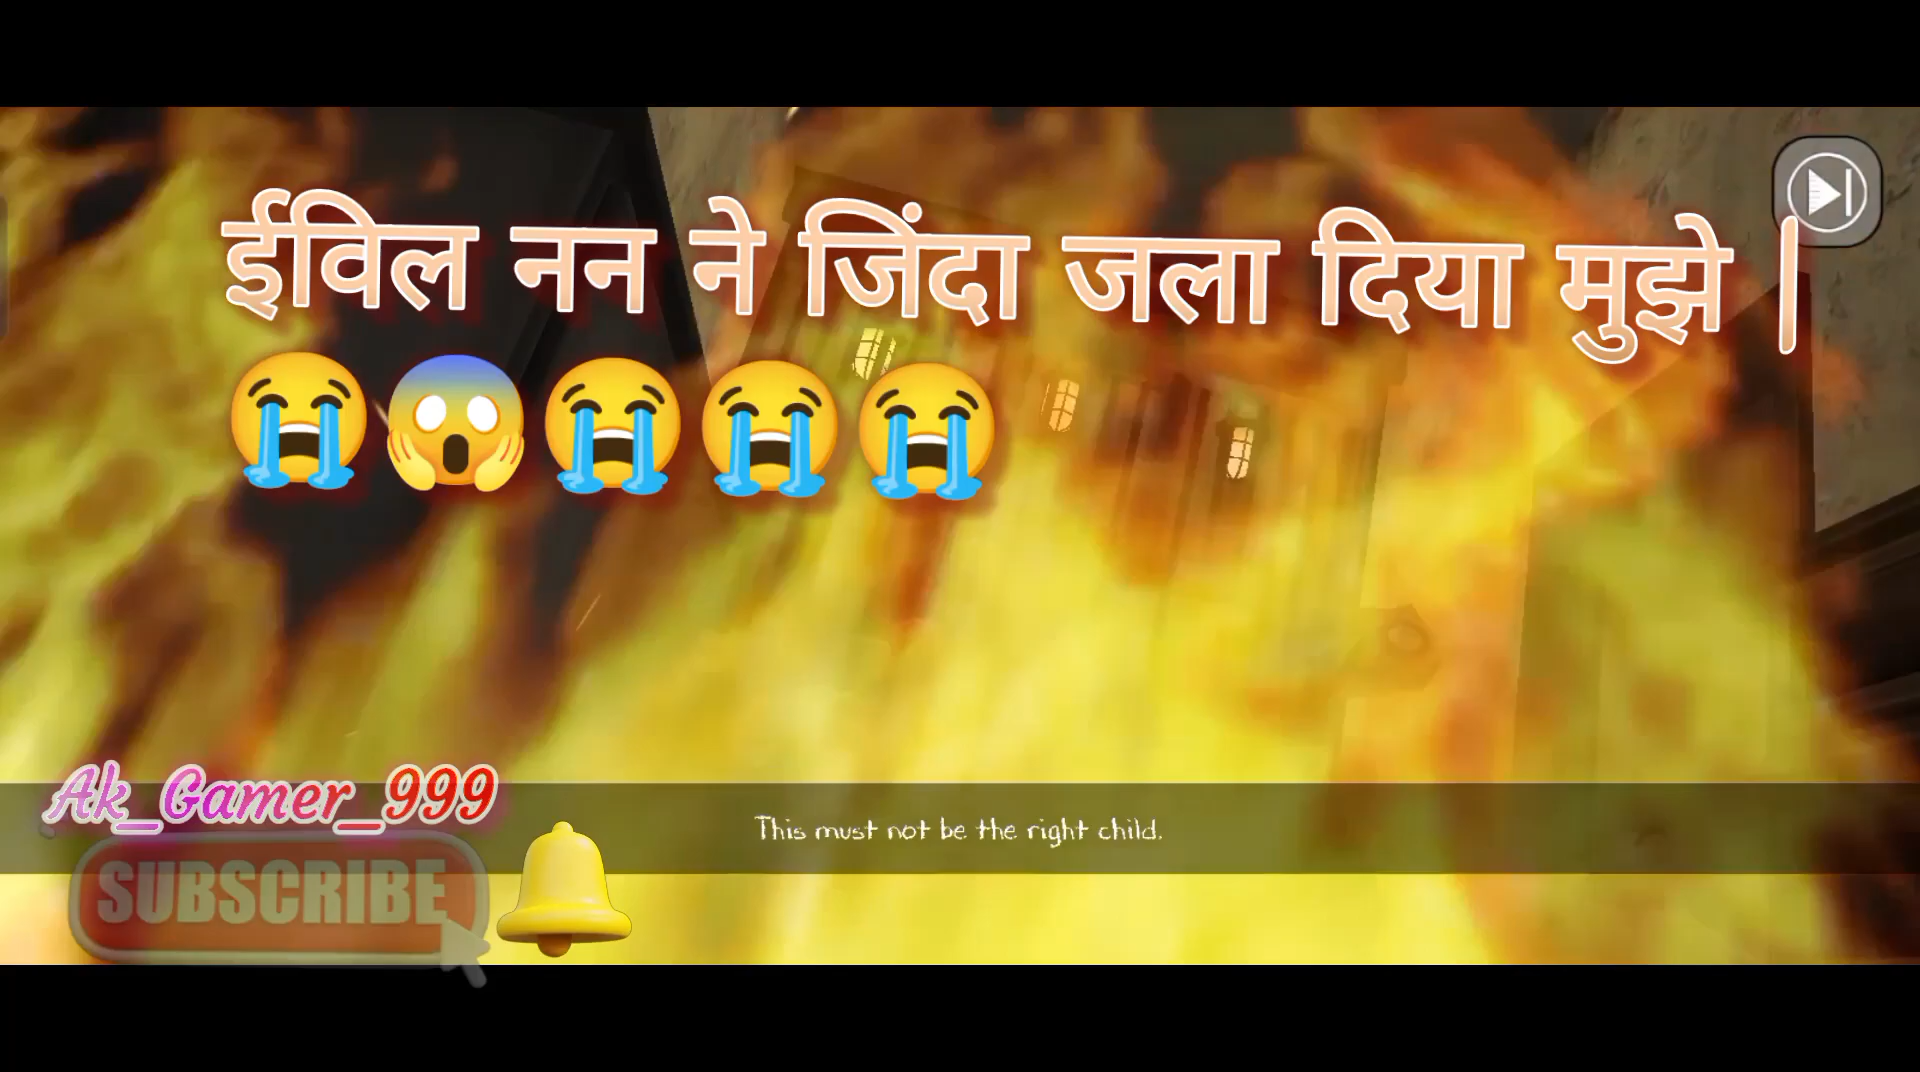 ईविल नन ने जिंदा जला दिया मुझे |
😭😱😭😭😭
Ak_Gamer_999
This must not be the right child.
SUBSCRIBE